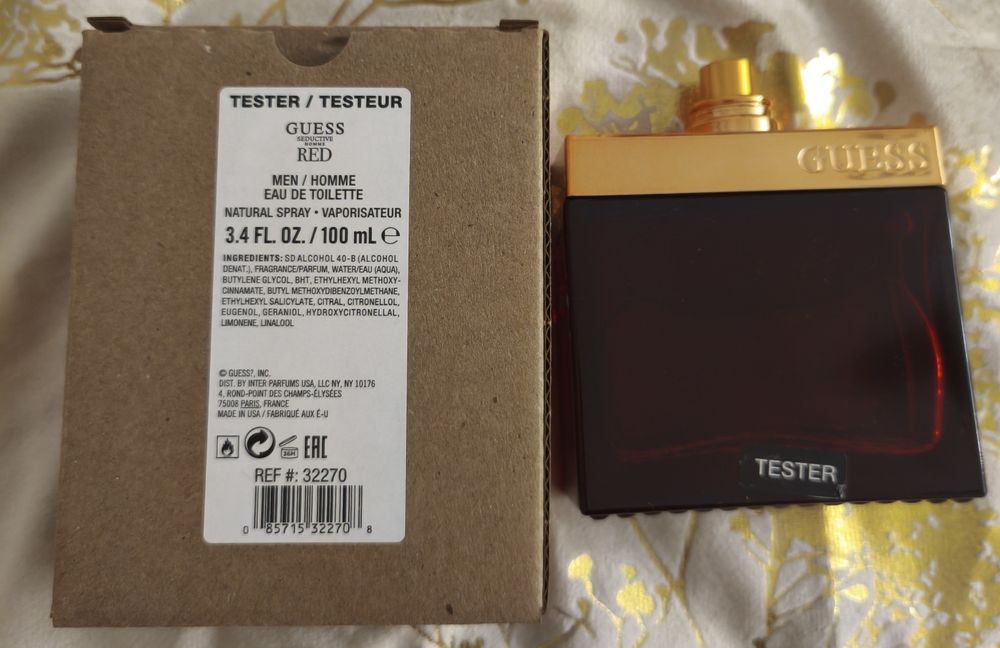 TESTER / TESTEUR
GUESS
SEDUCTIVE
HOMME
RED
MEN / HOMME
EAU DE TOILETTE
NATURAL SPRAY • VAPORISATEUR
3.4 FL. OZ. / 100 mL ℮
INGREDIENTS: SD ALCOHOL 40-B (ALCOHOL
DENAT.), FRAGRANCE/PARFUM, WATER/EAU (AQUA),
BUTYLENE GLYCOL, BHT, ETHYLHEXYL METHOXY-
CINNAMATE, BUTYL METHOXYDIBENZOYLMETHANE,
ETHYLHEXYL SALICYLATE, CITRAL, CITRONELLOL,
EUGENOL, GERANIOL, HYDROXYCITRONELLAL,
LIMONENE, LINALOOL
© GUESS?, INC.
DIST. BY INTER PARFUMS USA, LLC NY, NY 10176
4, ROND-POINT DES CHAMPS-ÉLYSÉES
75008 PARIS, FRANCE
MADE IN USA / FABRIQUÉ AUX É-U
36M EAC
REF #: 32270
0 85715 32270 8
GUESS
TESTER